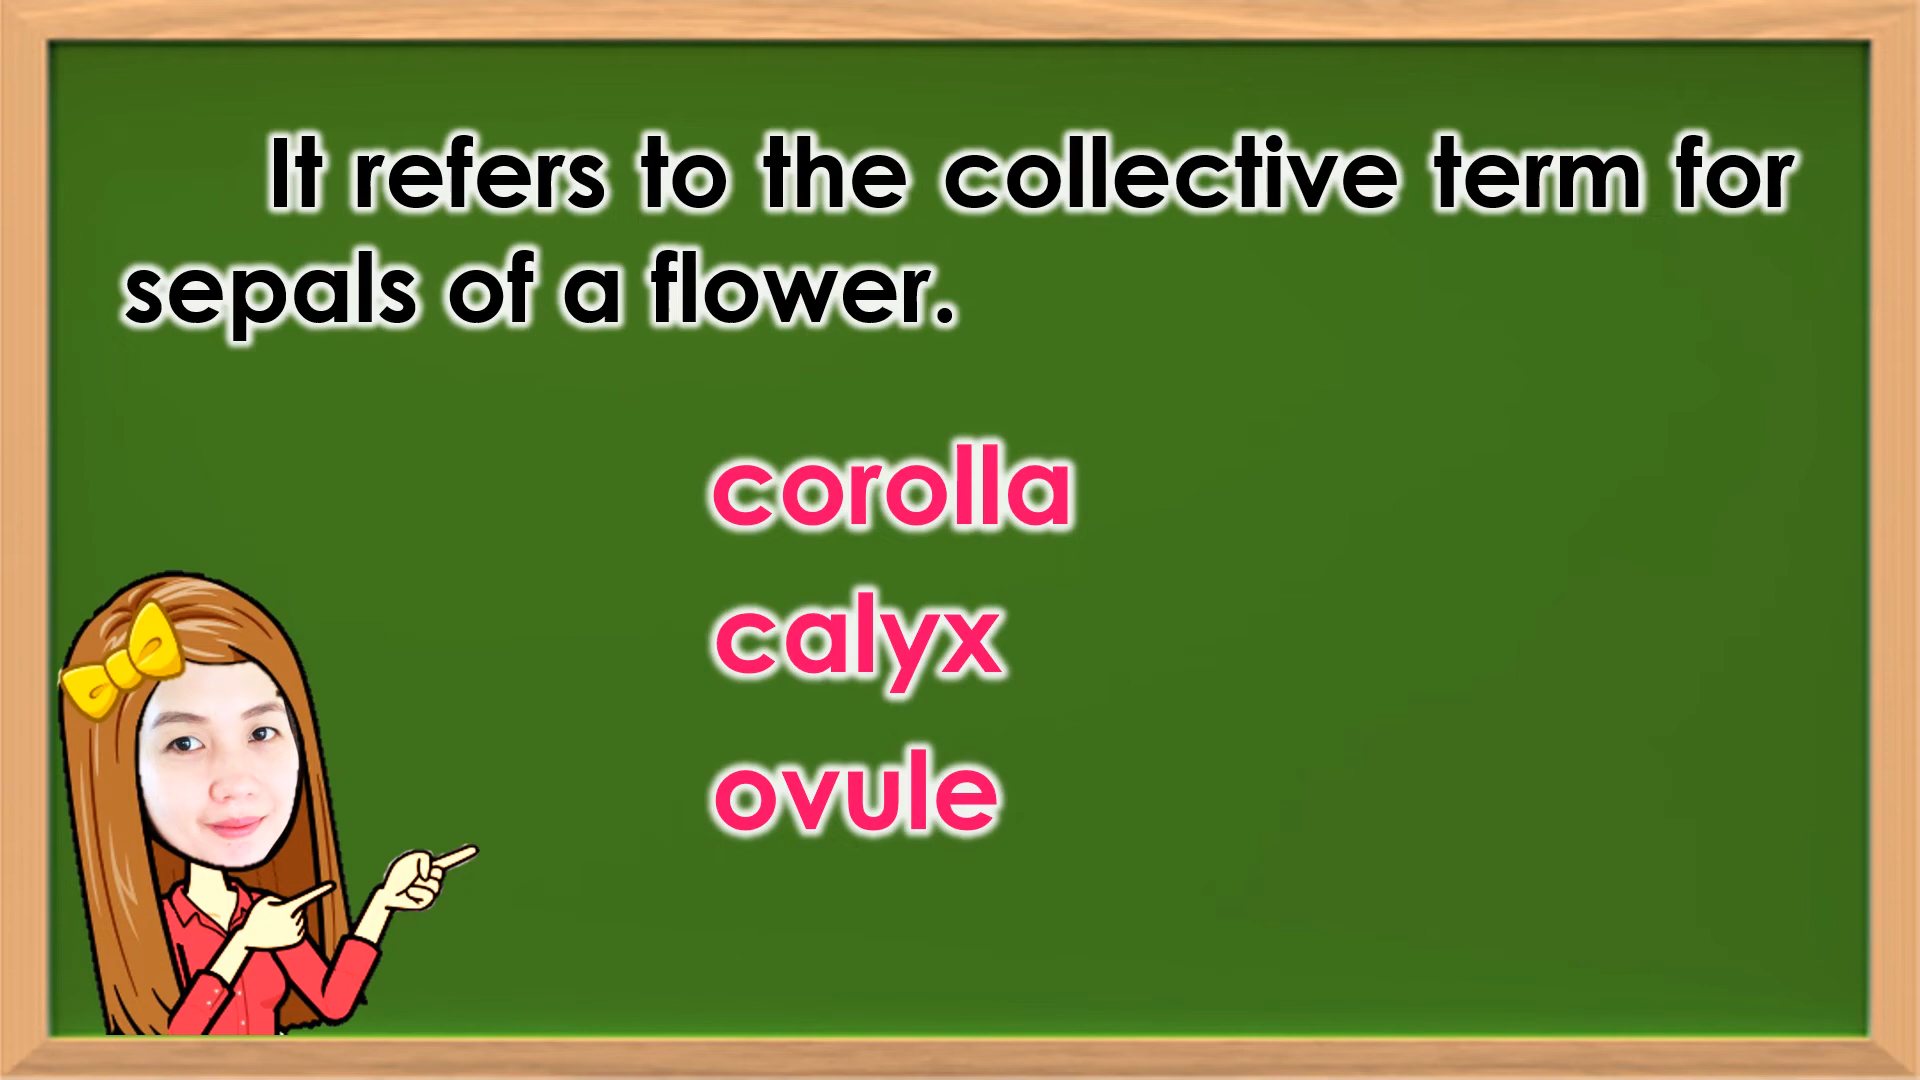 It refers to the collective term for
sepals of a flower.
corolla
calyx
ovule